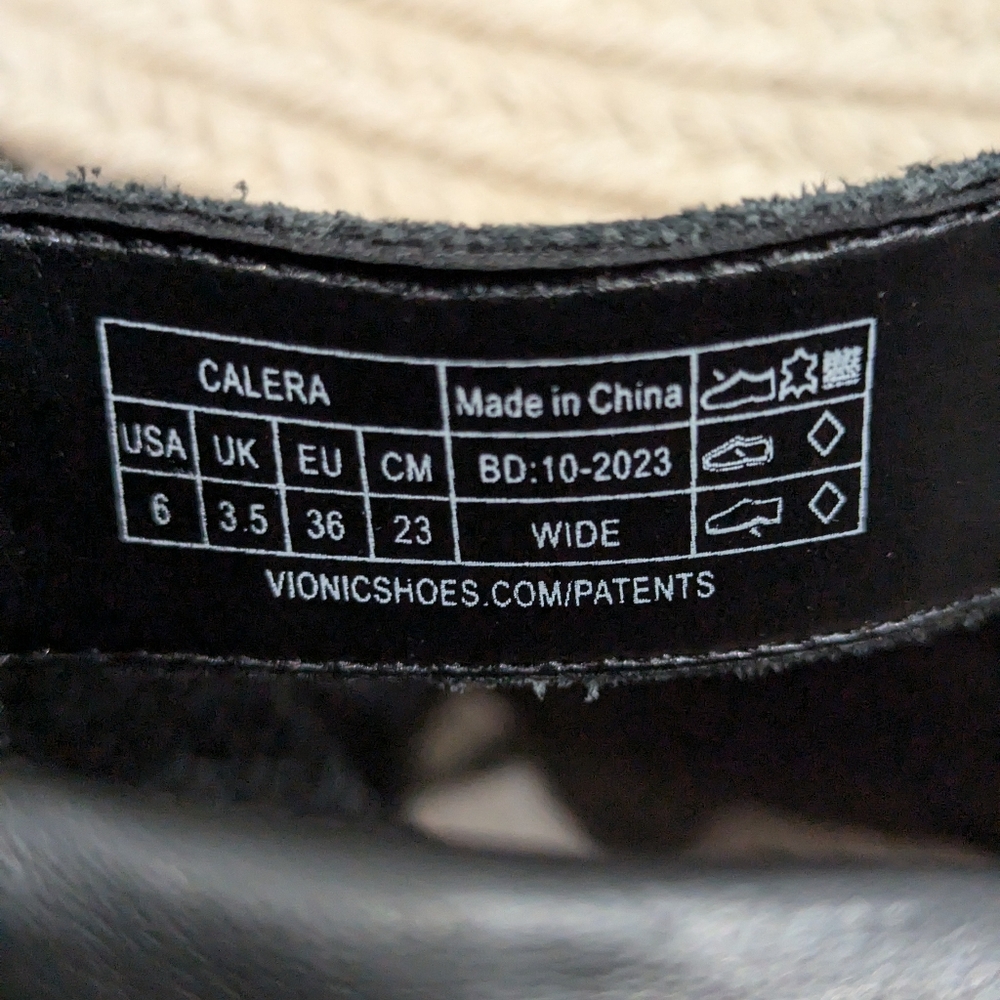 CALERA Made in China
USA UK EU CM BD:10-2023
6 3.5 36 23 WIDE
VIONICSHOES.COM/PATENTS